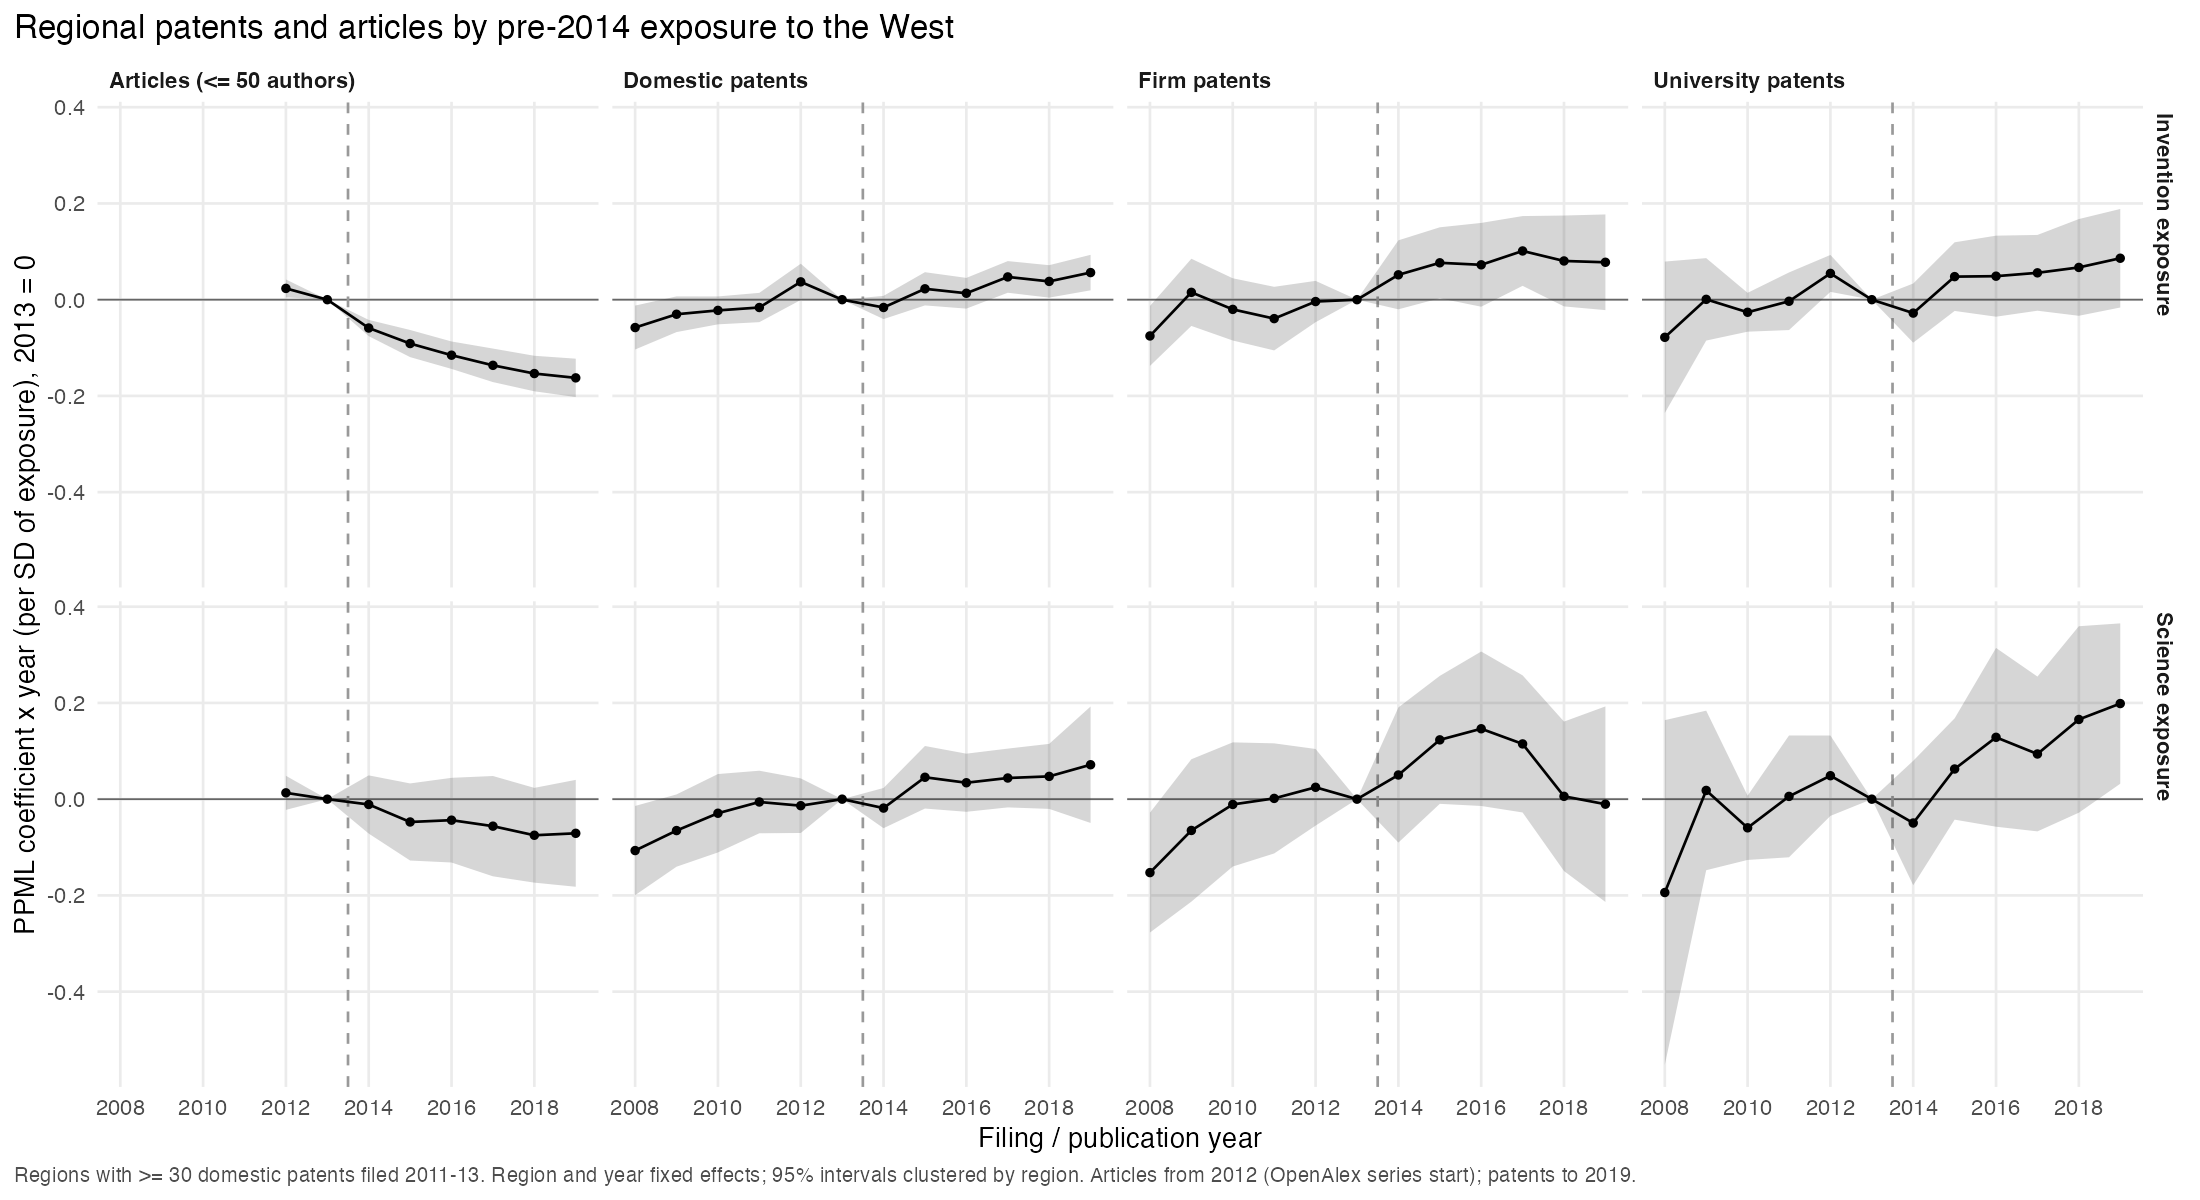 Regional patents and articles by pre-2014 exposure to the West
Articles (<= 50 authors)
Domestic patents
Firm patents
University patents
PPML coefficient x year (per SD of exposure), 2013 = 0
0.4
0.2
0.0
-0.2
-0.4
Invention exposure
0.4
0.2
0.0
-0.2
-0.4
Science exposure
2008 2010 2012 2014 2016 2018
2008 2010 2012 2014 2016 2018
2008 2010 2012 2014 2016 2018
2008 2010 2012 2014 2016 2018
Filing / publication year
Regions with >= 30 domestic patents filed 2011-13. Region and year fixed effects; 95% intervals clustered by region. Articles from 2012 (OpenAlex series start); patents to 2019.